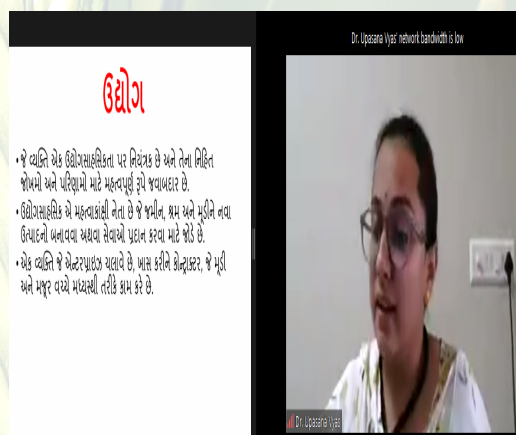 ઉદ્યોગ
• જે વ્યક્તિ એક ઉદ્યોગસાહસિકતા પર નિયંત્રક છે અને તેના નિહિત
જોખમો અને પરિણામો માટે મહત્વપૂર્ણ રૂપે જવાબદાર છે.
• ઉદ્યોગસાહસિક એ મહત્વાકાંક્ષી નેતા છે જે જમીન, શ્રમ અને મૂડીને નવા
ઉત્પાદનો બનાવવા અથવા સેવાઓ પ્રદાન કરવા માટે જોડે છે.
• એક વ્યક્તિ જે એન્ટરપ્રાઇઝ ચલાવે છે, ખાસ કરીને કોન્ટ્રાક્ટર, જે મૂડી
અને મજૂર વચ્ચે મધ્યસ્થી તરીકે કામ કરે છે.
Dr. Upasana Vyas' network bandwidth is low
Dr. Upasana Vyas